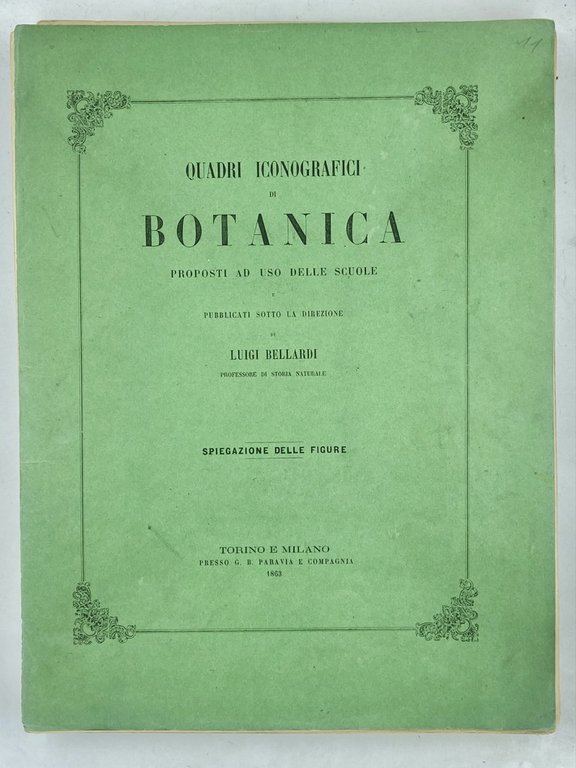 11
QUADRI ICONOGRAFICI
DI
BOTANICA
PROPOSTI AD USO DELLE SCUOLE
E
PUBBLICATI SOTTO LA DIREZIONE
DI
LUIGI BELLARDI
PROFESSORE DI STORIA NATURALE
SPIEGAZIONE DELLE FIGURE
TORINO E MILANO
PRESSO G. B. PARAVIA E COMPAGNIA
1863